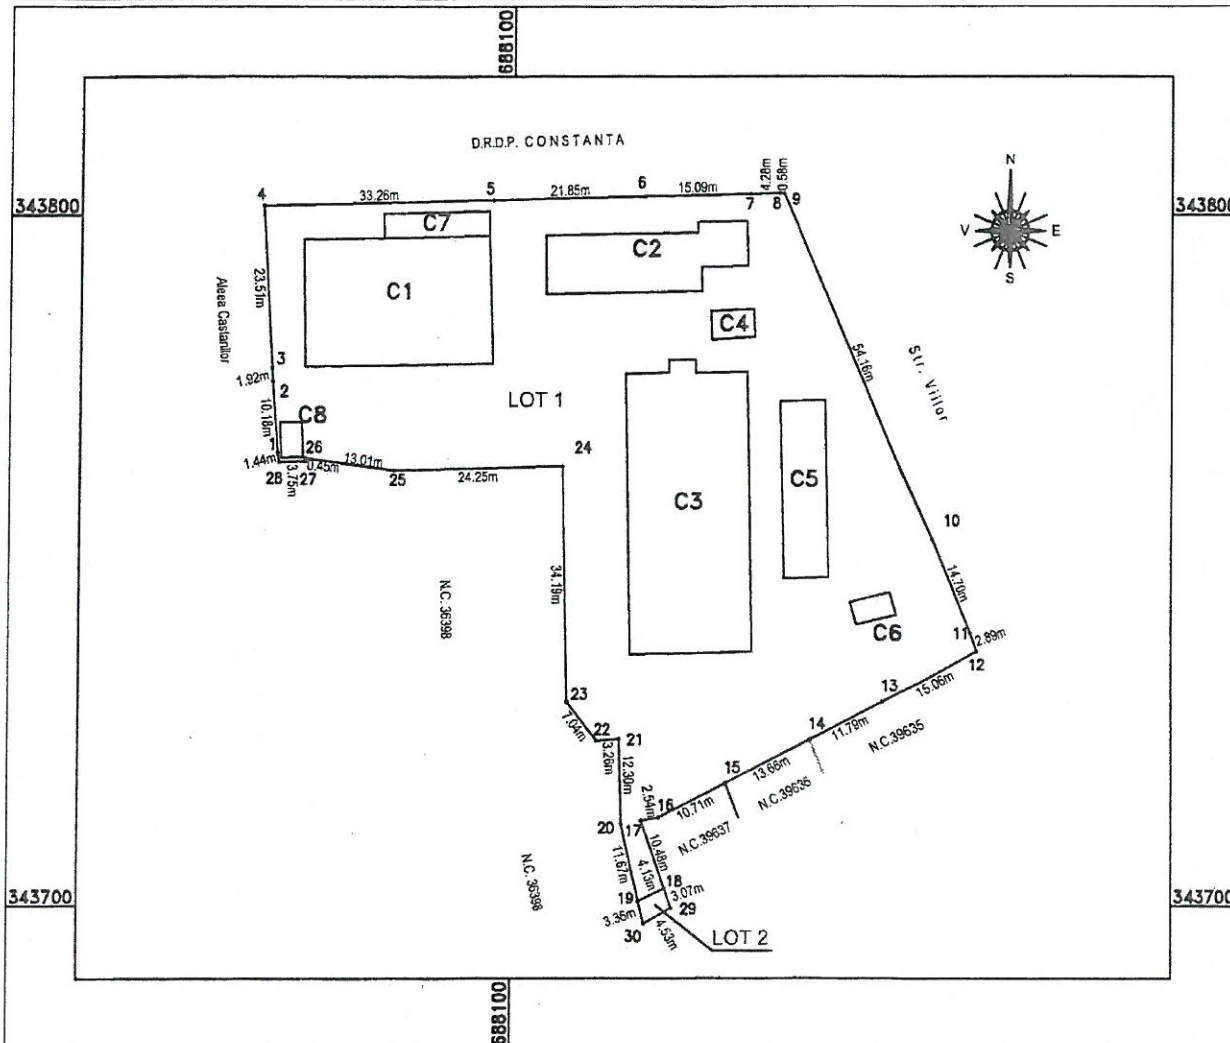 688100
D.R.D.P. CONSTANTA
N
V
E
S
343800
343800
4
33.26m
5
21.85m
6
15.09m
7
4.28m
8
0.58m
9
C7
C2
C1
C4
23.51m
Aleea Castanilor
54.16m
Str. Viilor
3
1.92m
2
10.18m
C8
LOT 1
1
26
24
1.44m
3.75m
0.45m
13.01m
28
27
25
24.25m
C3
C5
10
34.19m
14.70m
N.C. 36398
C6
11
2.89m
12
23
13
15.06m
7.04m
22
21
14
11.79m
N.C.39635
3.26m
12.30m
15
13.66m
N.C.39636
2.54m
16
10.71m
20
17
N.C.39637
11.67m
10.48m
4.13m
N.C. 36398
18
19
3.07m
29
343700
343700
3.36m
30
4.53m
LOT 2
688100